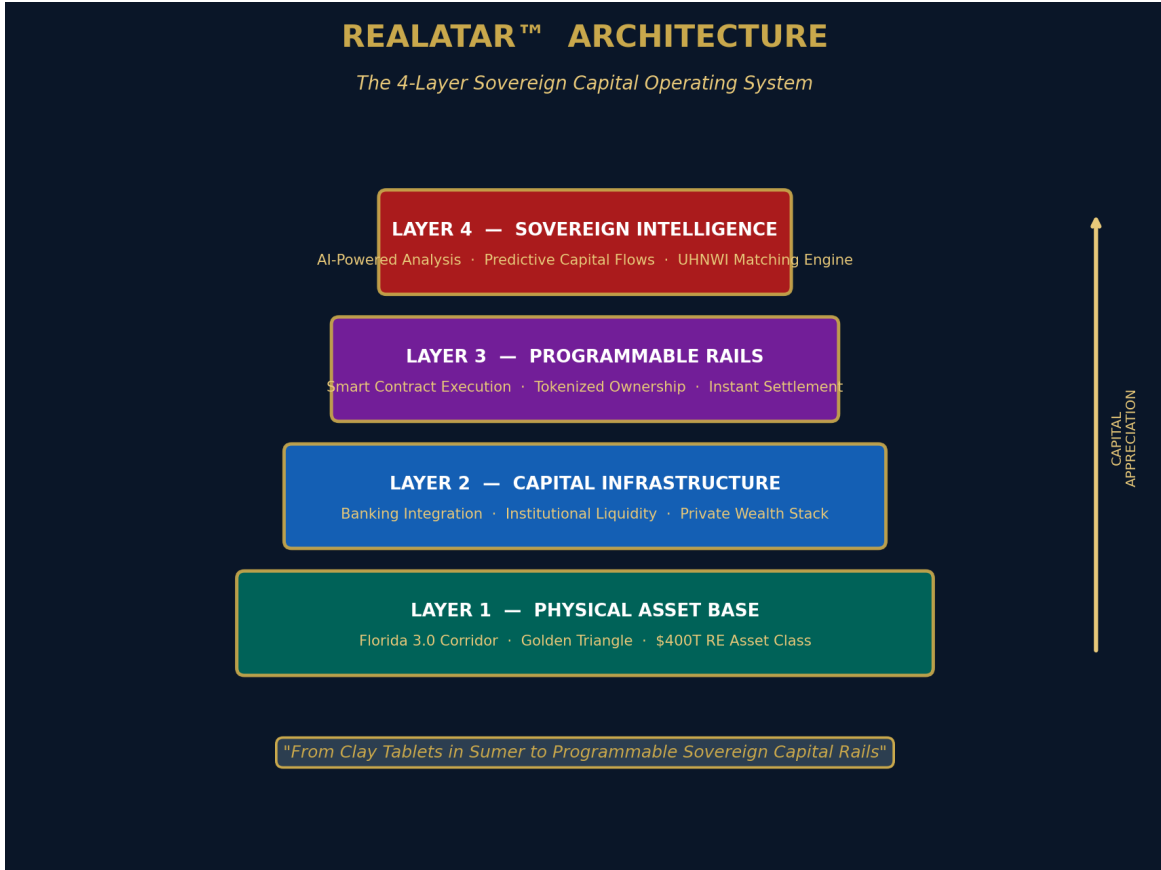 REALATAR™ ARCHITECTURE
The 4-Layer Sovereign Capital Operating System
LAYER 4 — SOVEREIGN INTELLIGENCE
AI-Powered Analysis · Predictive Capital Flows · UHNWI Matching Engine
LAYER 3 — PROGRAMMABLE RAILS
Smart Contract Execution · Tokenized Ownership · Instant Settlement
LAYER 2 — CAPITAL INFRASTRUCTURE
Banking Integration · Institutional Liquidity · Private Wealth Stack
LAYER 1 — PHYSICAL ASSET BASE
Florida 3.0 Corridor · Golden Triangle · $400T RE Asset Class
CAPITAL
APPRECIATION
"From Clay Tablets in Sumer to Programmable Sovereign Capital Rails"